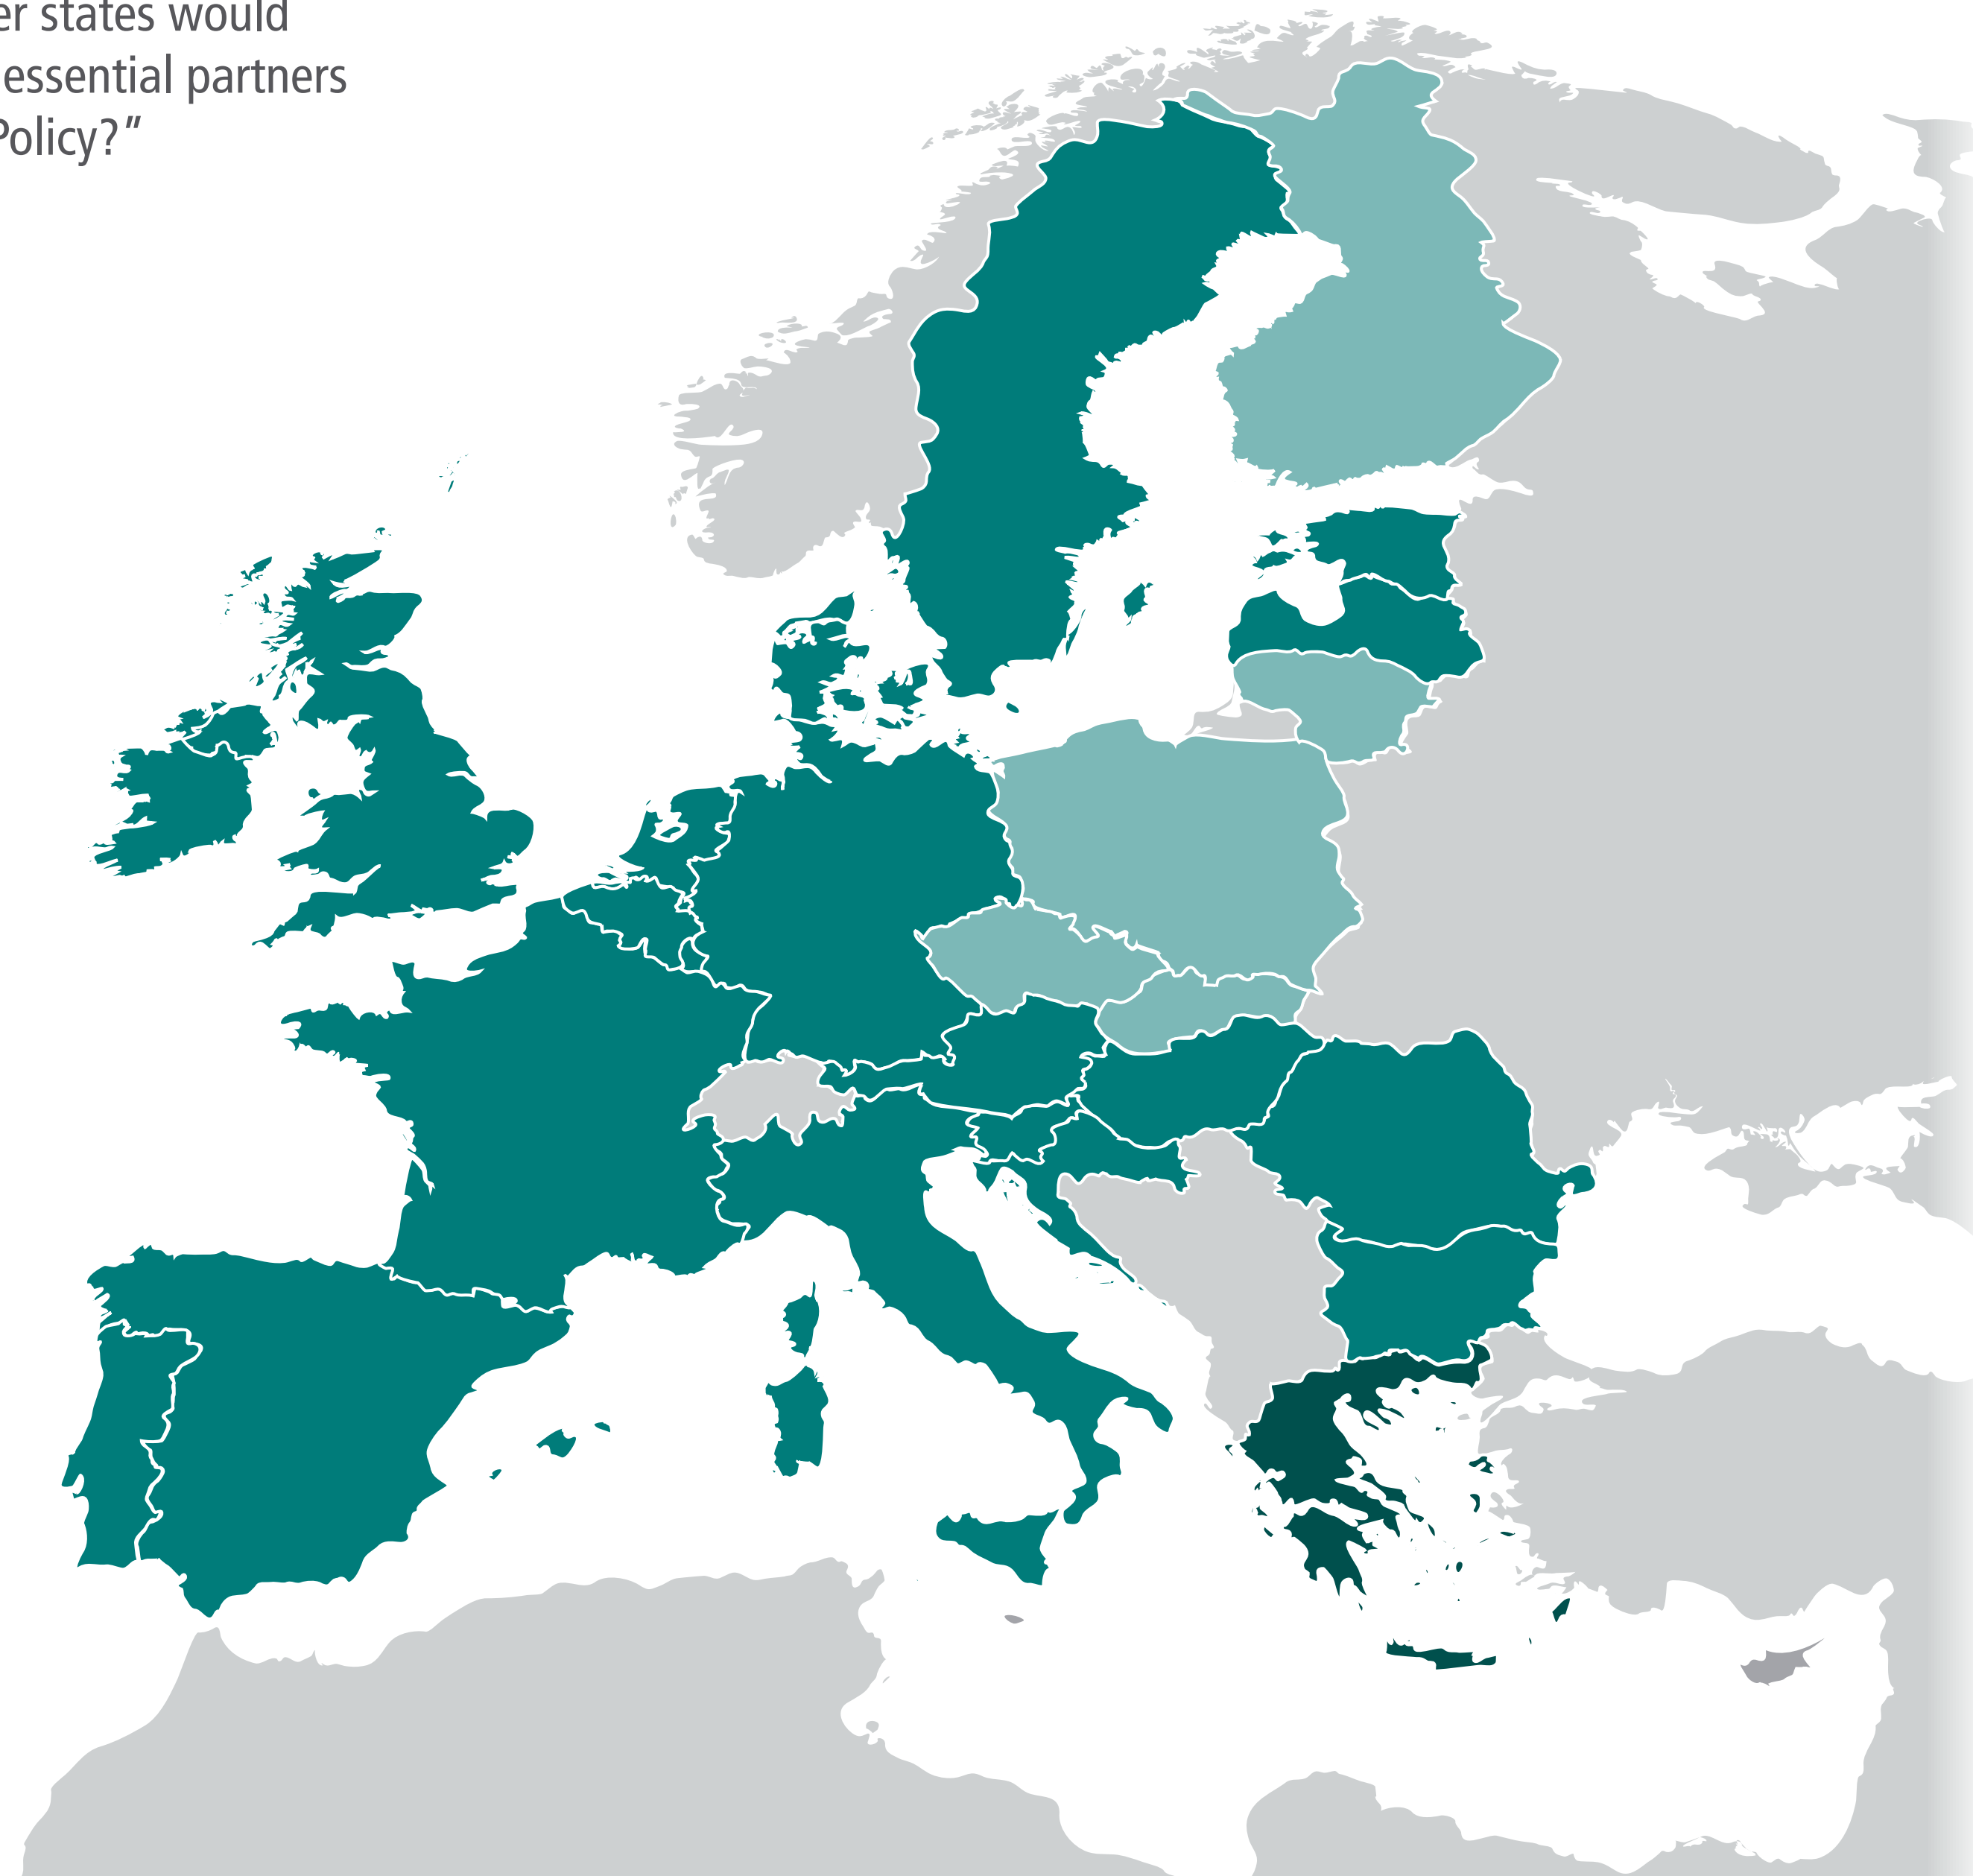 er states would
essential partners
Policy?”